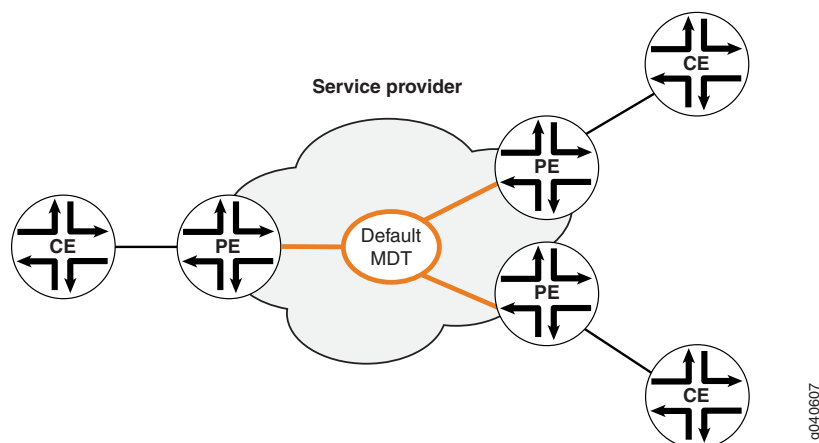 Service provider
CE
PE
CE
PE
Default
MDT
PE
CE
g040607